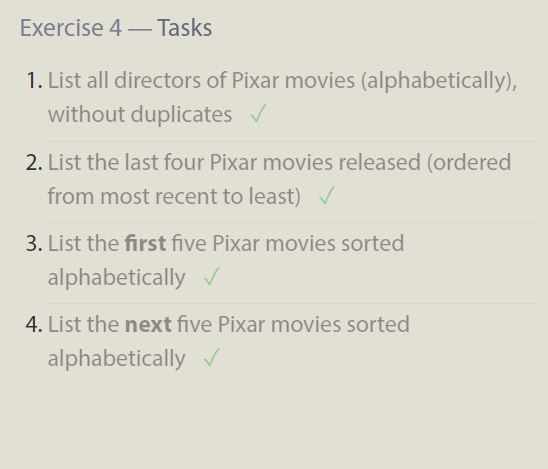 Exercise 4 — Tasks
1. List all directors of Pixar movies (alphabetically),
without duplicates ✓
2. List the last four Pixar movies released (ordered
from most recent to least) ✓
3. List the first five Pixar movies sorted
alphabetically ✓
4. List the next five Pixar movies sorted
alphabetically ✓